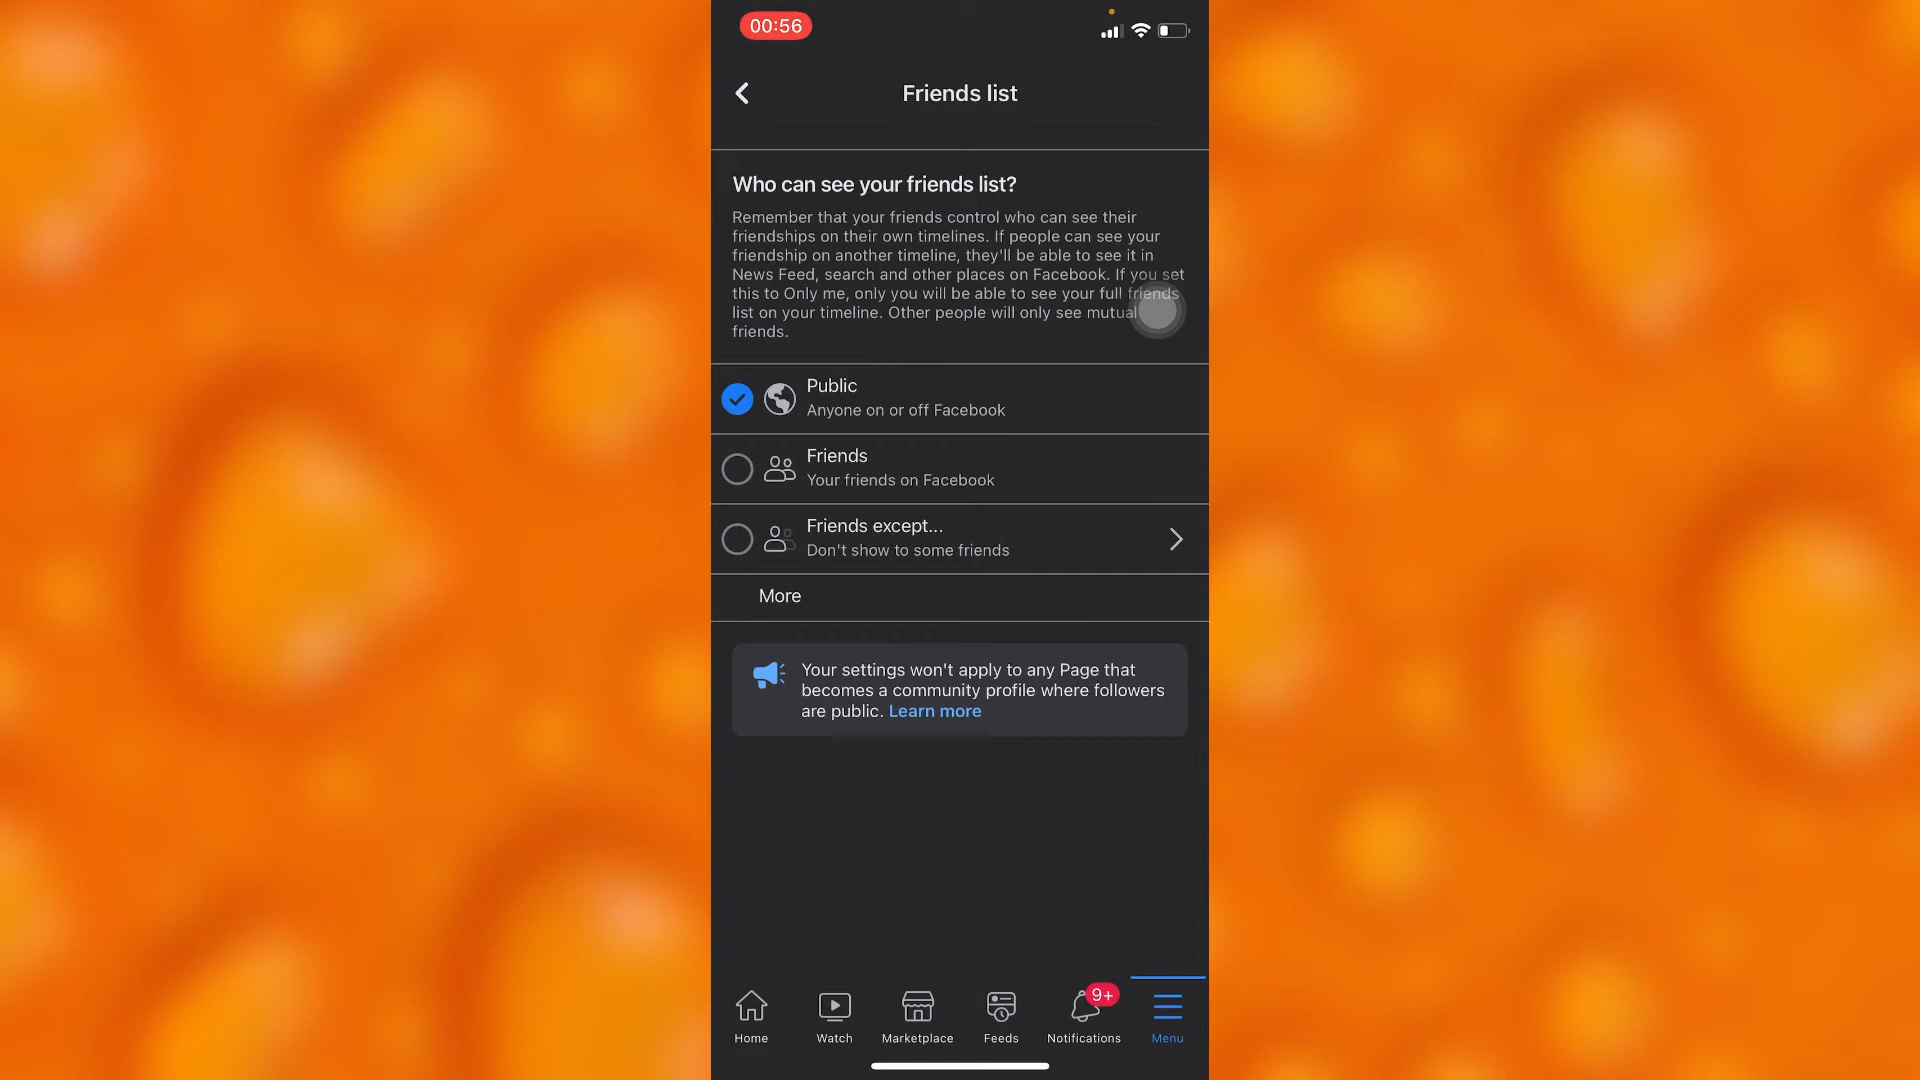 00:56
Friends list
Who can see your friends list?
Remember that your friends control who can see their
friendships on their own timelines. If people can see your
friendship on another timeline, they'll be able to see it in
News Feed, search and other places on Facebook. If you set
this to Only me, only you will be able to see your full friends
list on your timeline. Other people will only see mutual
friends.
Public
Anyone on or off Facebook
Friends
Your friends on Facebook
Friends except...
Don't show to some friends
More
Your settings won't apply to any Page that
becomes a community profile where followers
are public. Learn more
9+
Home
Watch
Marketplace
Feeds
Notifications
Menu